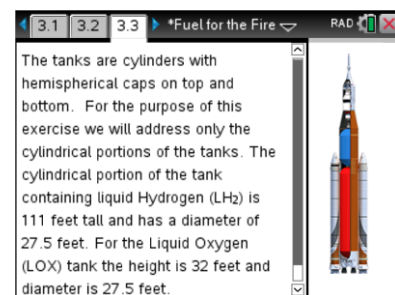 3.1 3.2 3.3 *Fuel for the Fire RAD
The tanks are cylinders with
hemispherical caps on top and
bottom. For the purpose of this
exercise we will address only the
cylindrical portions of the tanks. The
cylindrical portion of the tank
containing liquid Hydrogen (LH₂) is
111 feet tall and has a diameter of
27.5 feet. For the Liquid Oxygen
(LOX) tank the height is 32 feet and
diameter is 27.5 feet.